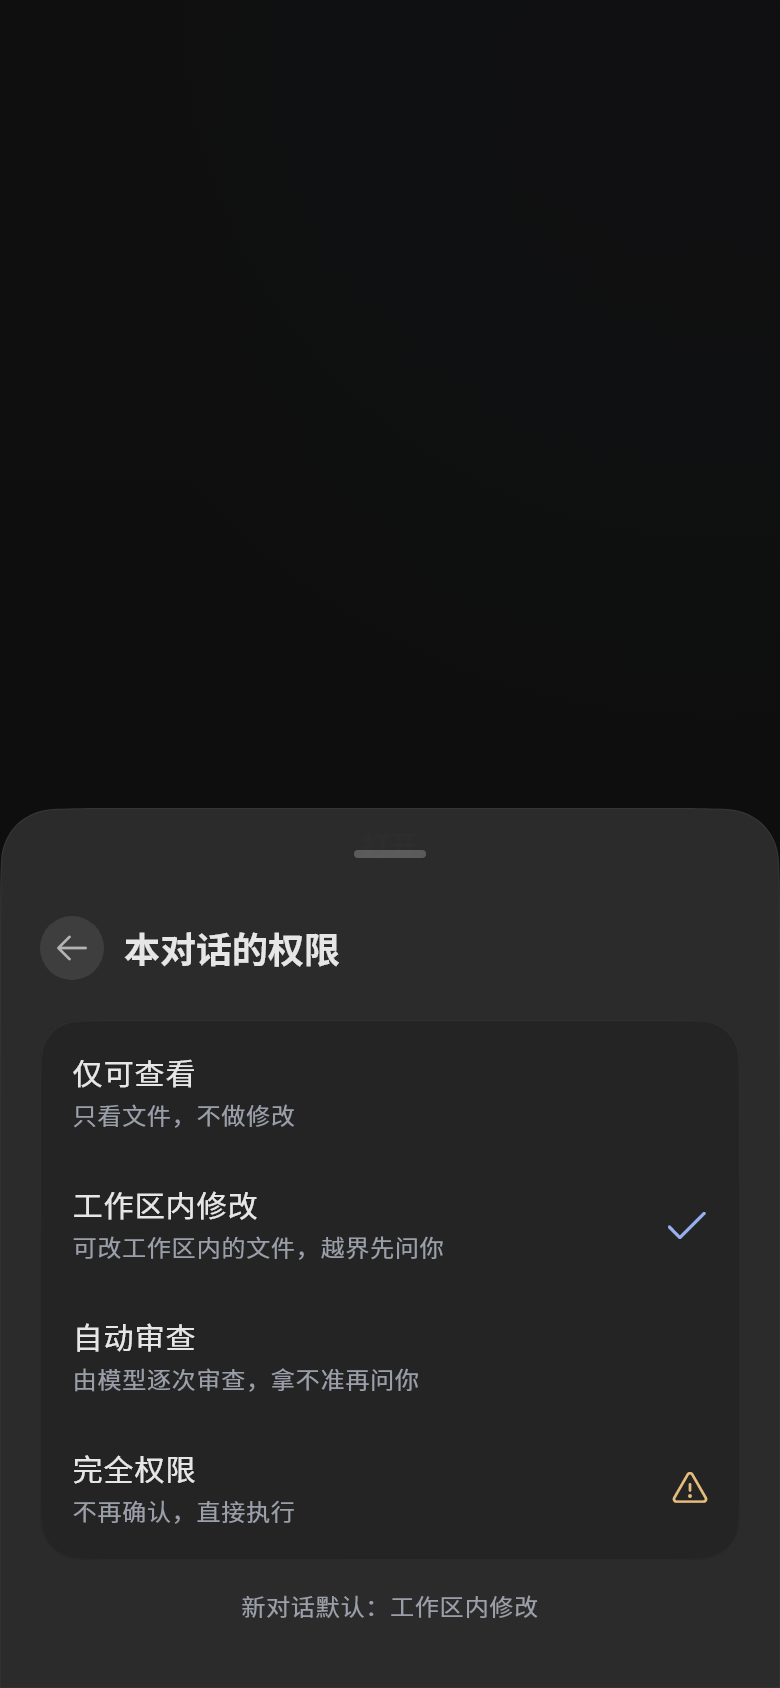 本对话的权限
仅可查看
只看文件，不做修改
工作区内修改
可改工作区内的文件，越界先问你
自动审查
由模型逐次审查，拿不准再问你
完全权限
不再确认，直接执行
新对话默认：工作区内修改